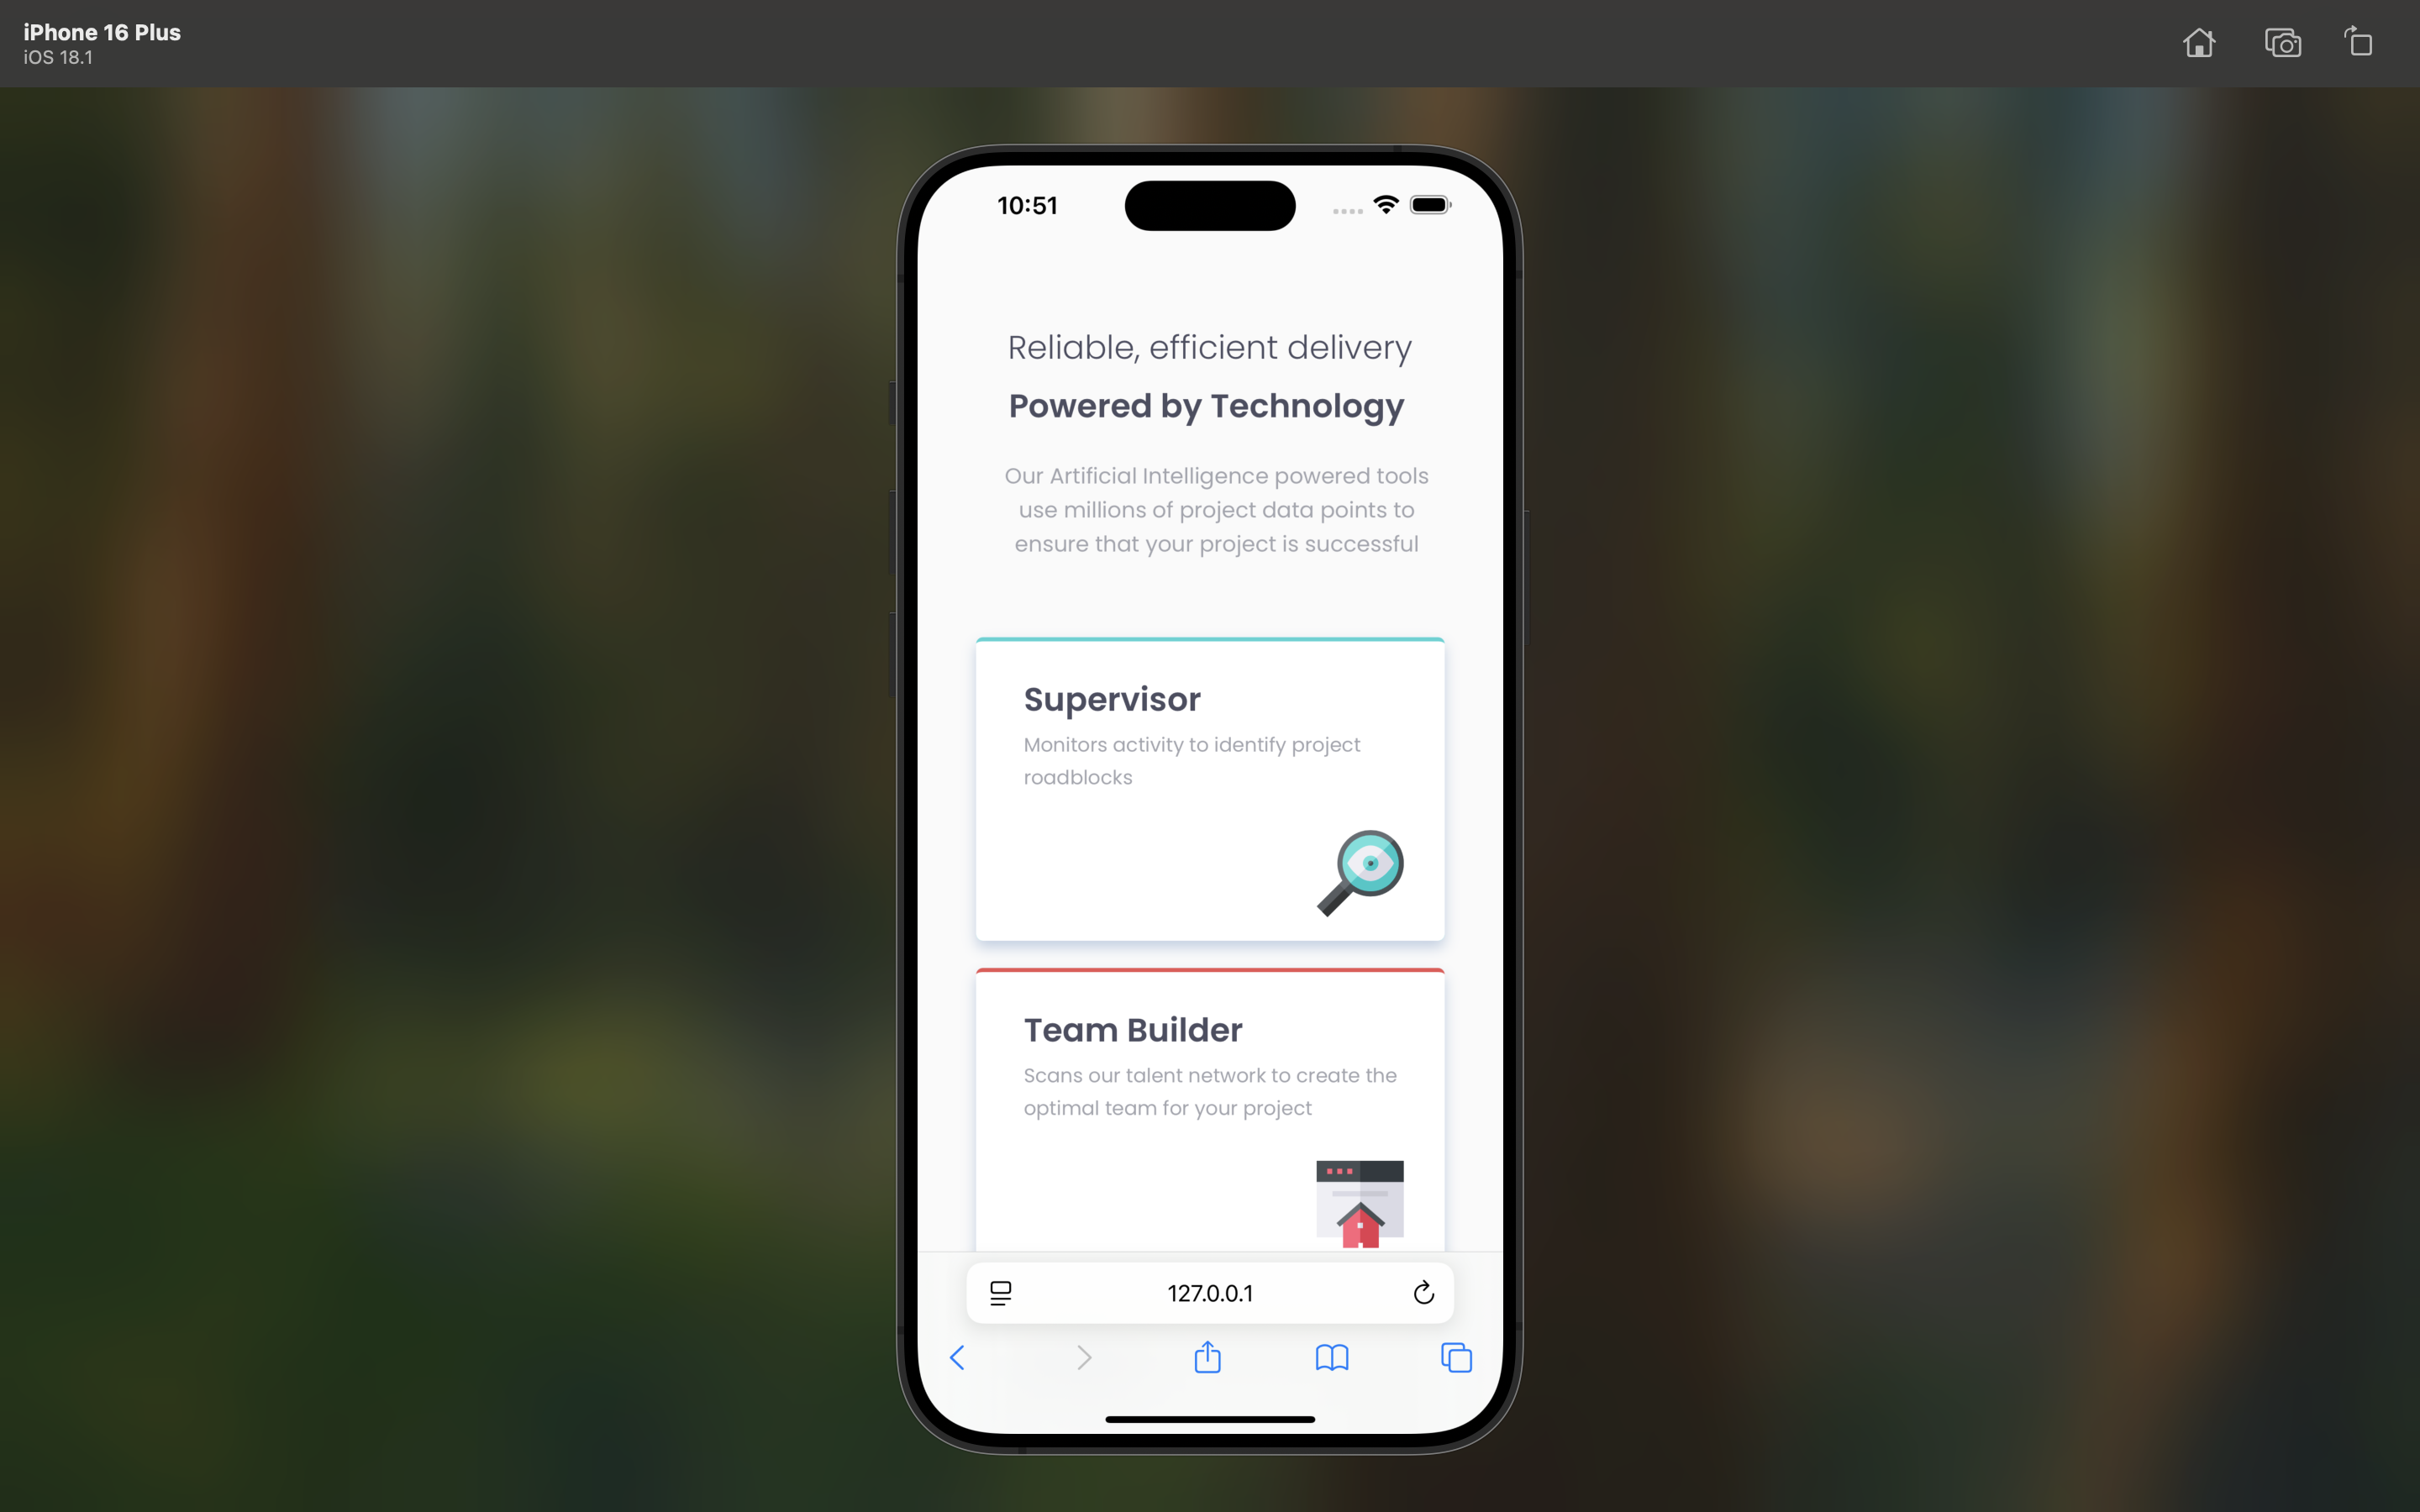 iPhone 16 Plus
iOS 18.1
10:51
Reliable, efficient delivery
Powered by Technology
Our Artificial Intelligence powered tools
use millions of project data points to
ensure that your project is successful
Supervisor
Monitors activity to identify project
roadblocks
Team Builder
Scans our talent network to create the
optimal team for your project
127.0.0.1